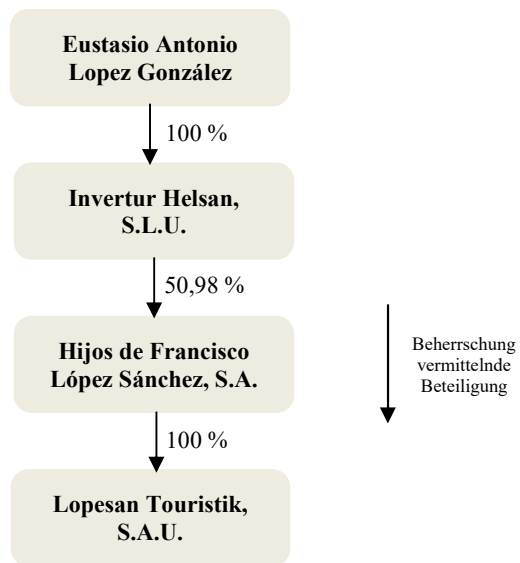 Eustasio Antonio
Lopez González
100 %
Invertur Helsan,
S.L.U.
50,98 %
Hijos de Francisco
López Sánchez, S.A.
Beherrschung
vermittelnde
Beteiligung
100 %
Lopesan Touristik,
S.A.U.